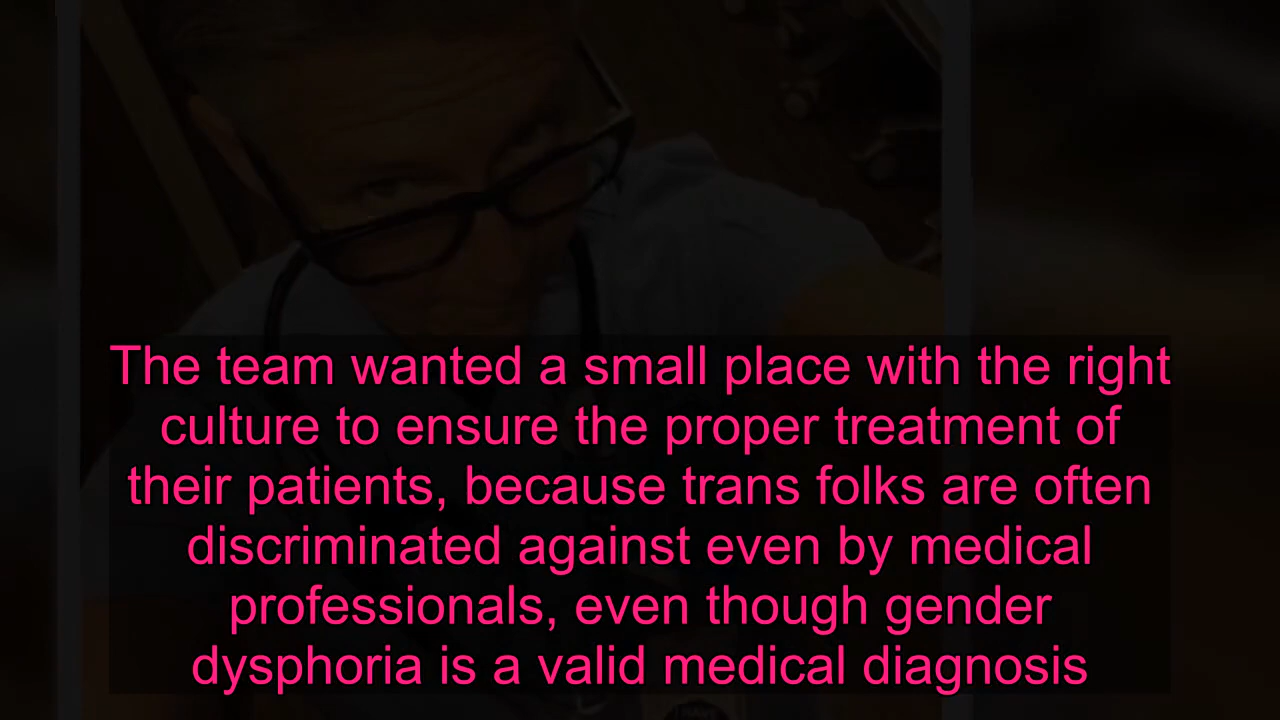 The team wanted a small place with the right
culture to ensure the proper treatment of
their patients, because trans folks are often
discriminated against even by medical
professionals, even though gender
dysphoria is a valid medical diagnosis